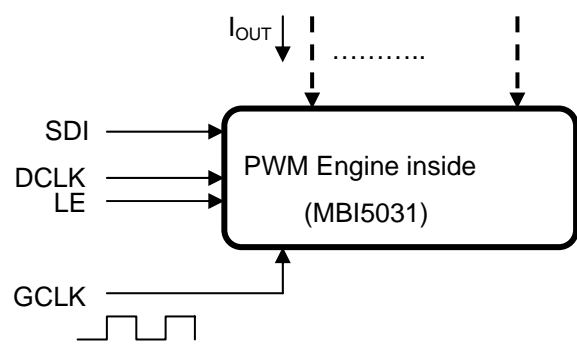 IOUT
………..
SDI
DCLK
LE
PWM Engine inside
(MBI5031)
GCLK